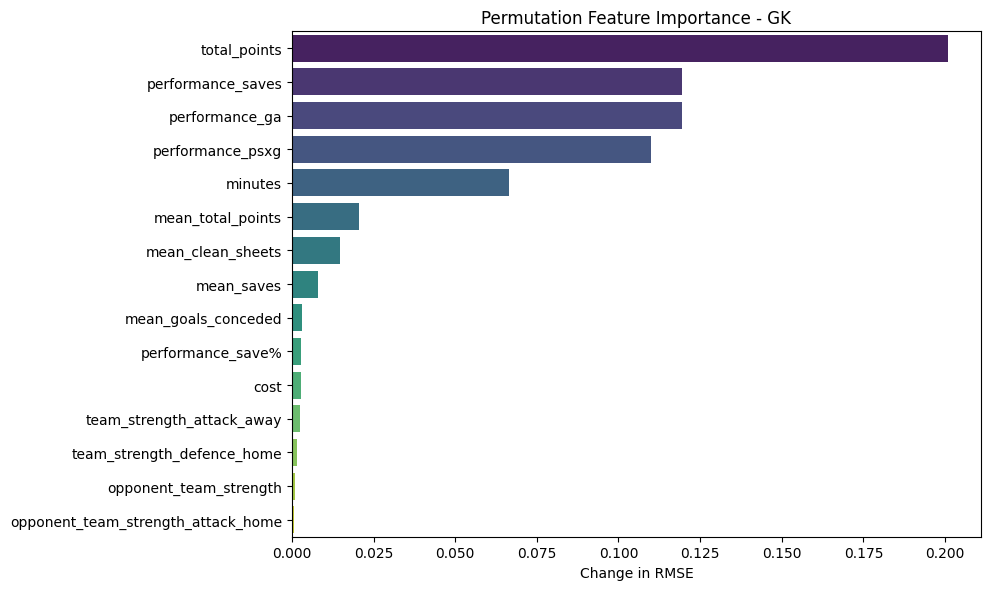 Permutation Feature Importance - GK
total_points
performance_saves
performance_ga
performance_psxg
minutes
mean_total_points
mean_clean_sheets
mean_saves
mean_goals_conceded
performance_save%
cost
team_strength_attack_away
team_strength_defence_home
opponent_team_strength
opponent_team_strength_attack_home
0.000 0.025 0.050 0.075 0.100 0.125 0.150 0.175 0.200
Change in RMSE